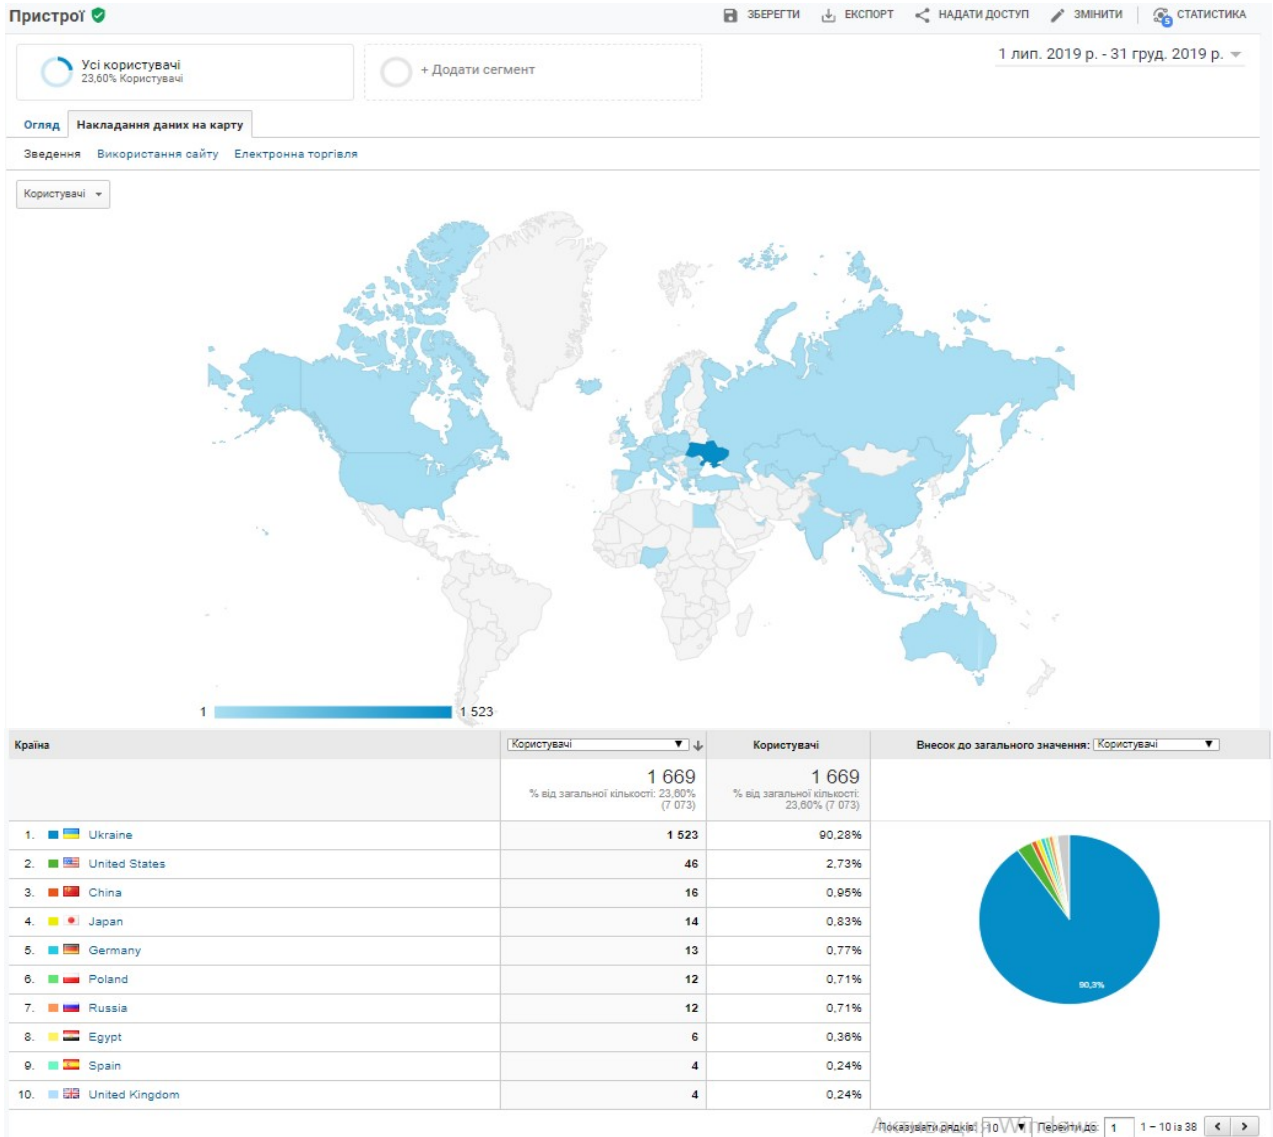 Пристрої
ЗБЕРЕГТИ ЕКСПОРТ НАДАТИ ДОСТУП ЗМІНИТИ 5 СТАТИСТИКА
Усі користувачі
23,60% Користувачі
+ Додати сегмент
1 лип. 2019 р. - 31 груд. 2019 р.
Огляд Накладання даних на карту
Зведення Використання сайту Електронна торгівля
Користувачі
1 1 523
Країна Користувачі Користувачі Внесок до загального значення: Користувачі
1 669 1 669
% від загальної кількості: 23,60% % від загальної кількості:
(7 073) 23,60% (7 073)
1. Ukraine 1 523 90,28%
2. United States 46 2,73%
3. China 16 0,95%
4. Japan 14 0,83%
5. Germany 13 0,77%
6. Poland 12 0,71%
7. Russia 12 0,71%
8. Egypt 6 0,36%
9. Spain 4 0,24%
10. United Kingdom 4 0,24%
90,3%
Активация Windows
Показувати рядків: 10 Перейти до: 1 1 – 10 із 38